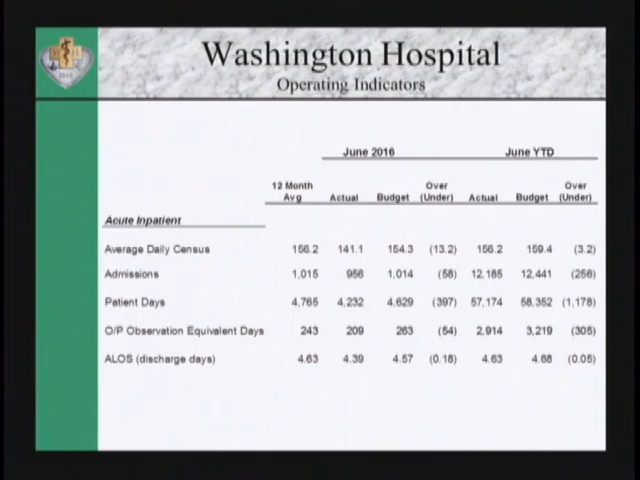 Washington Hospital
Operating Indicators
June 2016 June YTD
12 Month Avg Actual Budget Over (Under) Actual Budget Over (Under)
Acute Inpatient
Average Daily Census 156.2 141.1 154.3 (13.2) 156.2 159.4 (3.2)
Admissions 1,015 956 1,014 (58) 12,185 12,441 (256)
Patient Days 4,765 4,232 4,629 (397) 57,174 58,352 (1,178)
O/P Observation Equivalent Days 243 209 263 (54) 2,914 3,219 (305)
ALOS (discharge days) 4.63 4.39 4.57 (0.18) 4.63 4.68 (0.05)